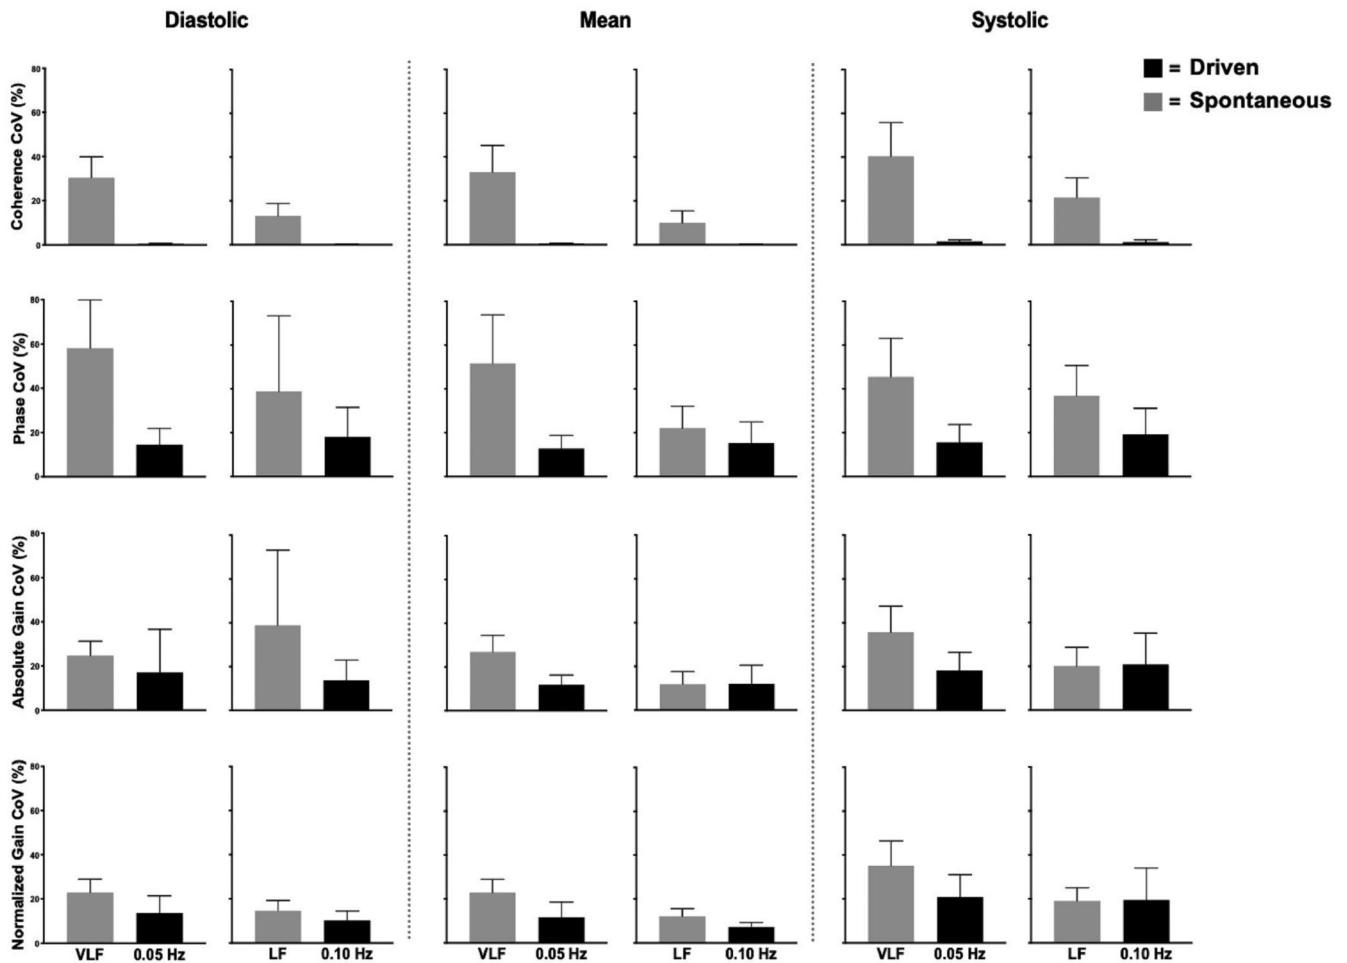 Diastolic Mean Systolic
= Driven
= Spontaneous
Coherence CoV (%)
80
60
40
20
0
Phase CoV (%)
80
60
40
20
0
Absolute Gain CoV (%)
80
60
40
20
0
Normalized Gain CoV (%)
80
60
40
20
0
VLF 0.05 Hz LF 0.10 Hz VLF 0.05 Hz LF 0.10 Hz VLF 0.05 Hz LF 0.10 Hz